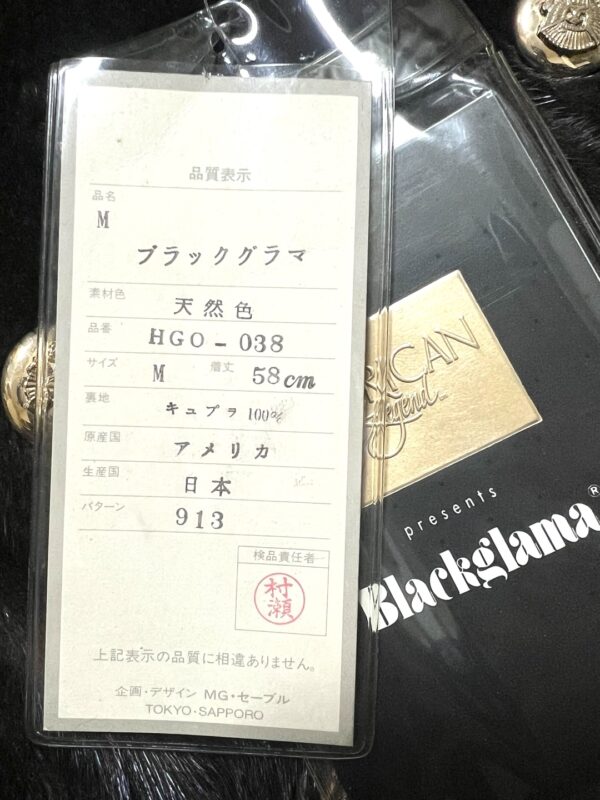 品質表示
品名
M
ブラックグラマ
素材色 天然色
品番 HGO-038
サイズ M 着丈 58cm
裏地 キュプラ 100%
原産国 アメリカ
生産国 日本
パターン 913
検品責任者
村瀬
上記表示の品質に相違ありません。
企画・デザイン MG・セーブル
TOKYO・SAPPORO
RICAN
Legend
presents
Blackglama®